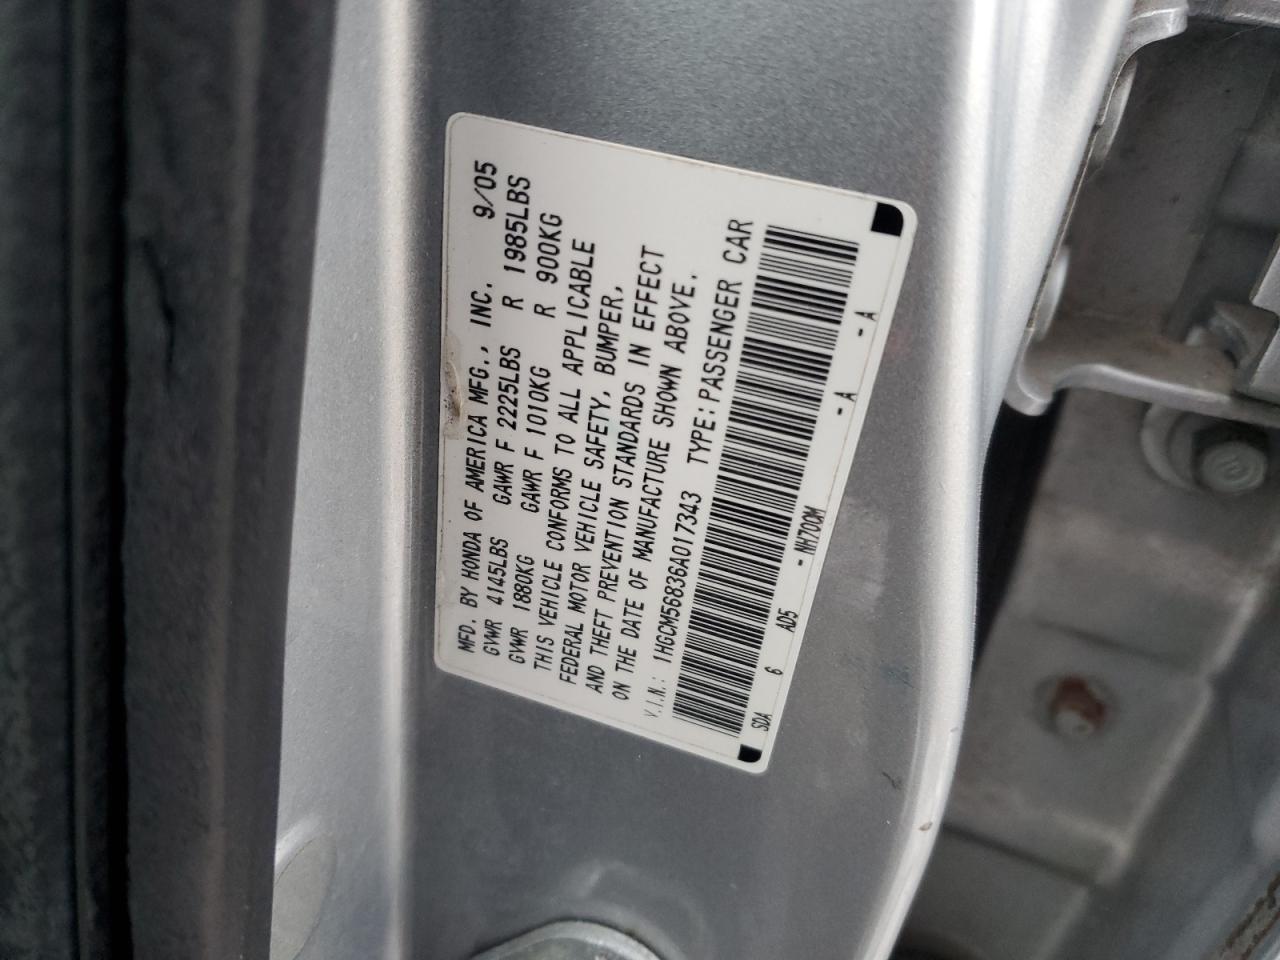 MFD. BY HONDA OF AMERICA MFG., INC. 9/05
GVWR 4145LBS GAWR F 2225LBS R 1985LBS
GVWR 1880KG GAWR F 1010KG R 900KG
THIS VEHICLE CONFORMS TO ALL APPLICABLE
FEDERAL MOTOR VEHICLE SAFETY, BUMPER,
AND THEFT PREVENTION STANDARDS IN EFFECT
ON THE DATE OF MANUFACTURE SHOWN ABOVE.
V.I.N.: 1HGCM56836A017343 TYPE:PASSENGER CAR
SDA 6 AD5 - NH700M - A - A